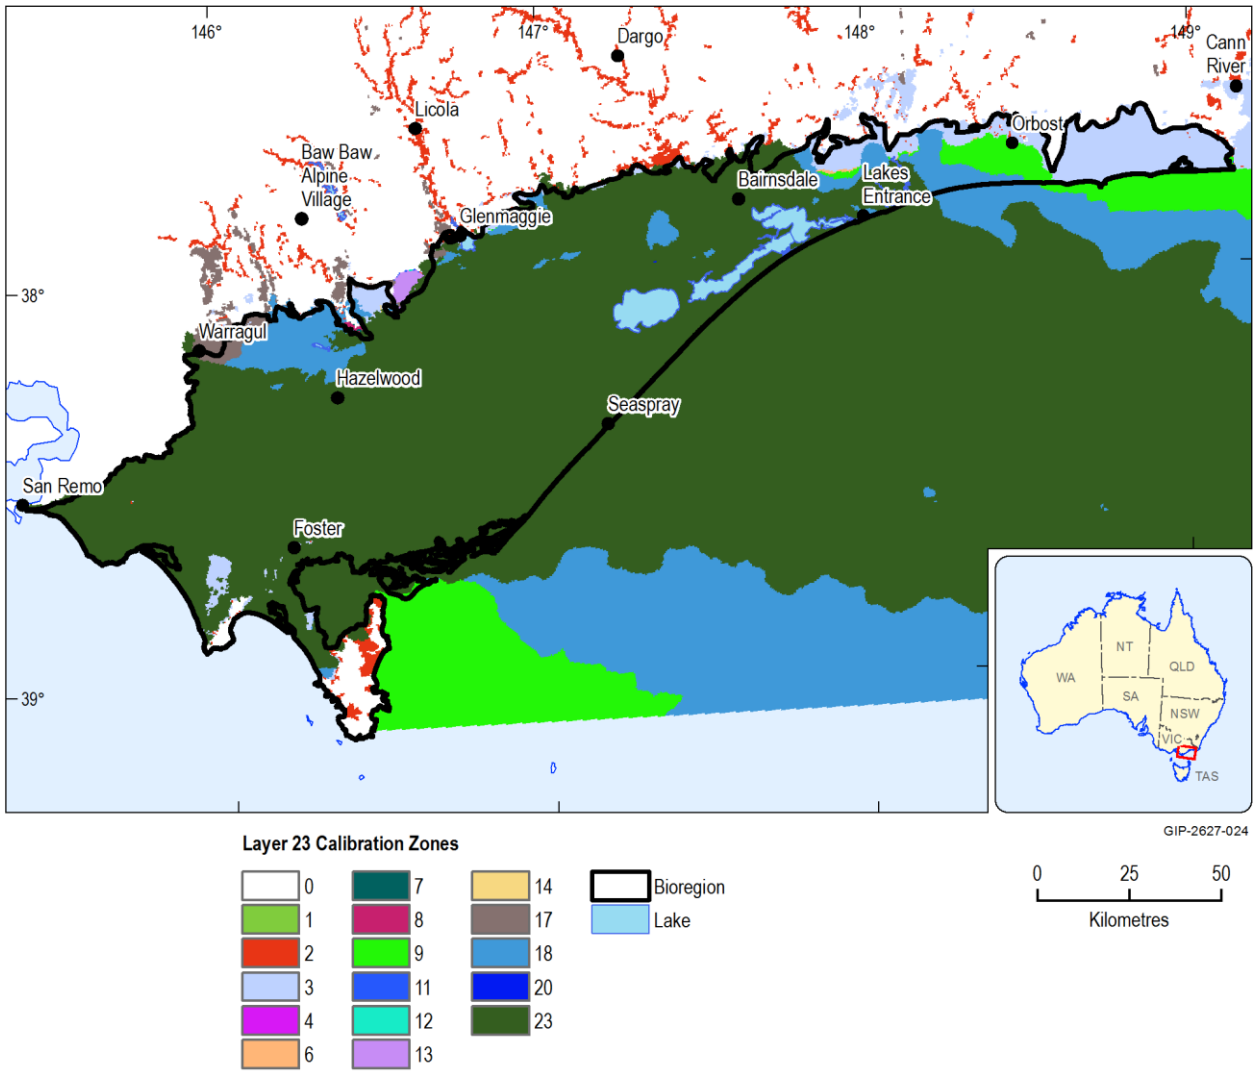 146°
147°
148°
149°
Dargo
Cann
River
Licola
Orbost
Baw Baw
Alpine
Village
Lakes
Entrance
Bairnsdale
Glenmaggie
38°
Warragul
Hazelwood
Seaspray
San Remo
Foster
39°
NT
QLD
WA
SA
NSW
VIC
TAS
GIP-2627-024
Layer 23 Calibration Zones
0
7
14
Bioregion
1
8
17
Lake
2
9
18
3
11
20
4
12
23
6
13
0
25
50
Kilometres